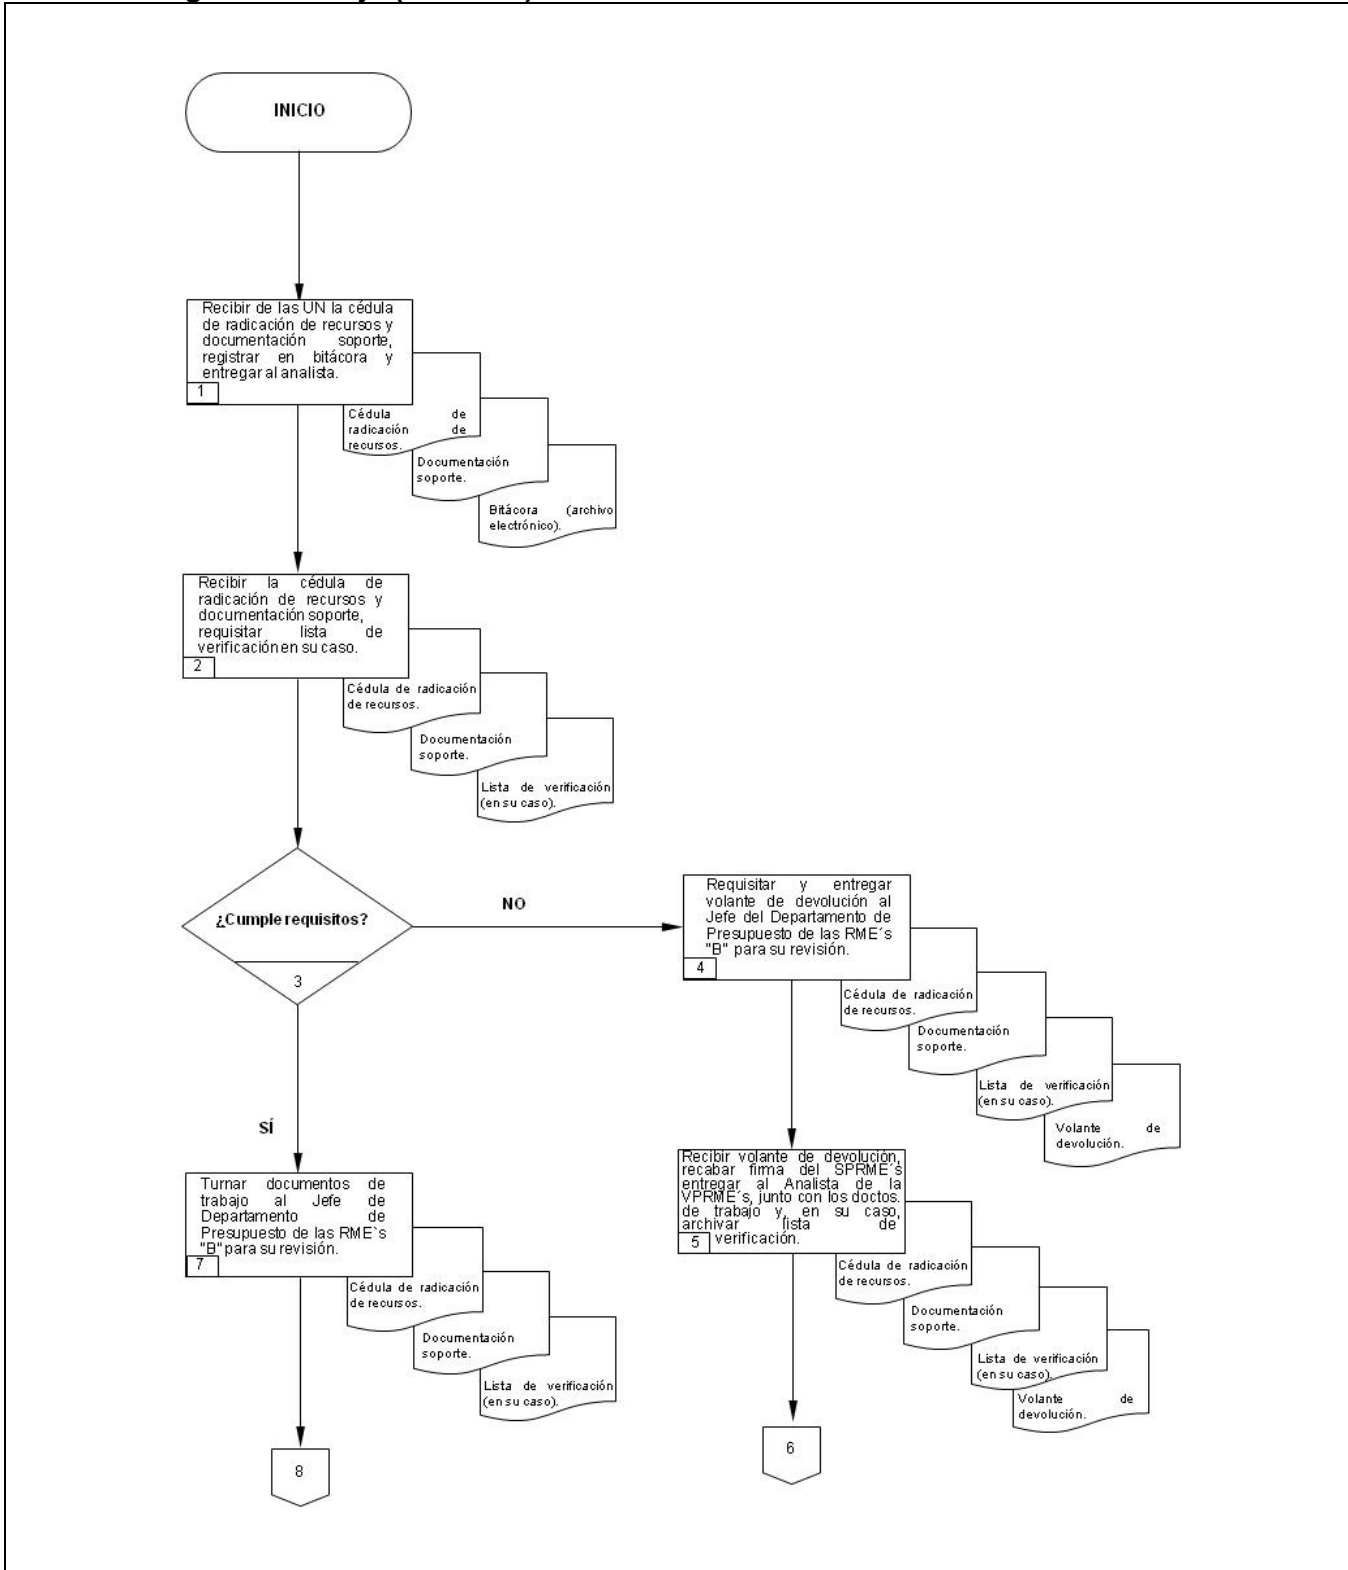 INICIO
Recibir de las UN la cédula
de radicación de recursos y
documentación soporte,
registrar en bitácora y
entregar al analista.
1
Cédula de
radicación de
recursos.
Documentación
soporte.
Bitácora (archivo
electrónico).
Recibir la cédula de
radicación de recursos y
documentación soporte,
requisitar lista de
verificación en su caso.
2
Cédula de radicación
de recursos.
Documentación
soporte.
Lista de verificación
(en su caso).
¿Cumple requisitos?
3
NO
SÍ
Requisitar y entregar
volante de devolución al
Jefe del Departamento de
Presupuesto de las RME´s
"B" para su revisión.
4
Cédula de radicación
de recursos.
Documentación
soporte.
Lista de verificación
(en su caso).
Volante de
devolución.
Recibir volante de devolución,
recabar firma del SPRME´s
entregar al Analista de la
VPRME´s, junto con los doctos.
de trabajo y, en su caso,
archivar lista de
verificación.
5
Cédula de radicación
de recursos.
Documentación
soporte.
Lista de verificación
(en su caso).
Volante de
devolución.
6
Turnar documentos de
trabajo al Jefe de
Departamento de
Presupuesto de las RME`s
"B" para su revisión.
7
Cédula de radicación
de recursos.
Documentación
soporte.
Lista de verificación
(en su caso).
8